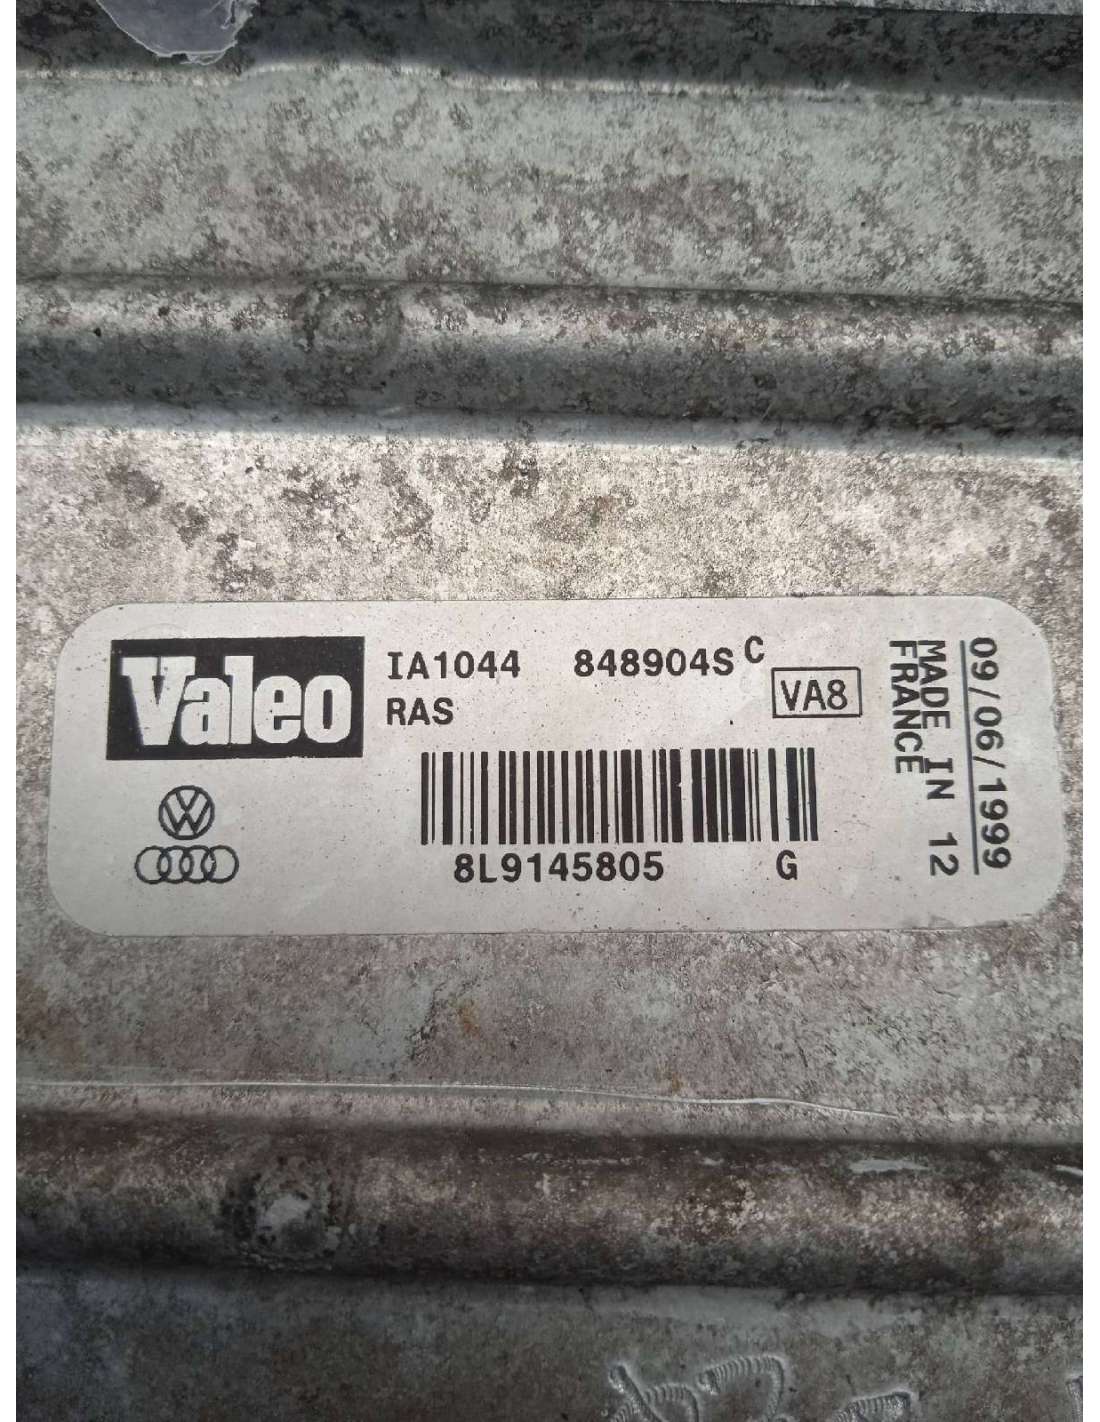 Valeo
IA1044 848904S C
RAS
VA8
8L9145805 G
09/06/1999
MADE IN 12
FRANCE